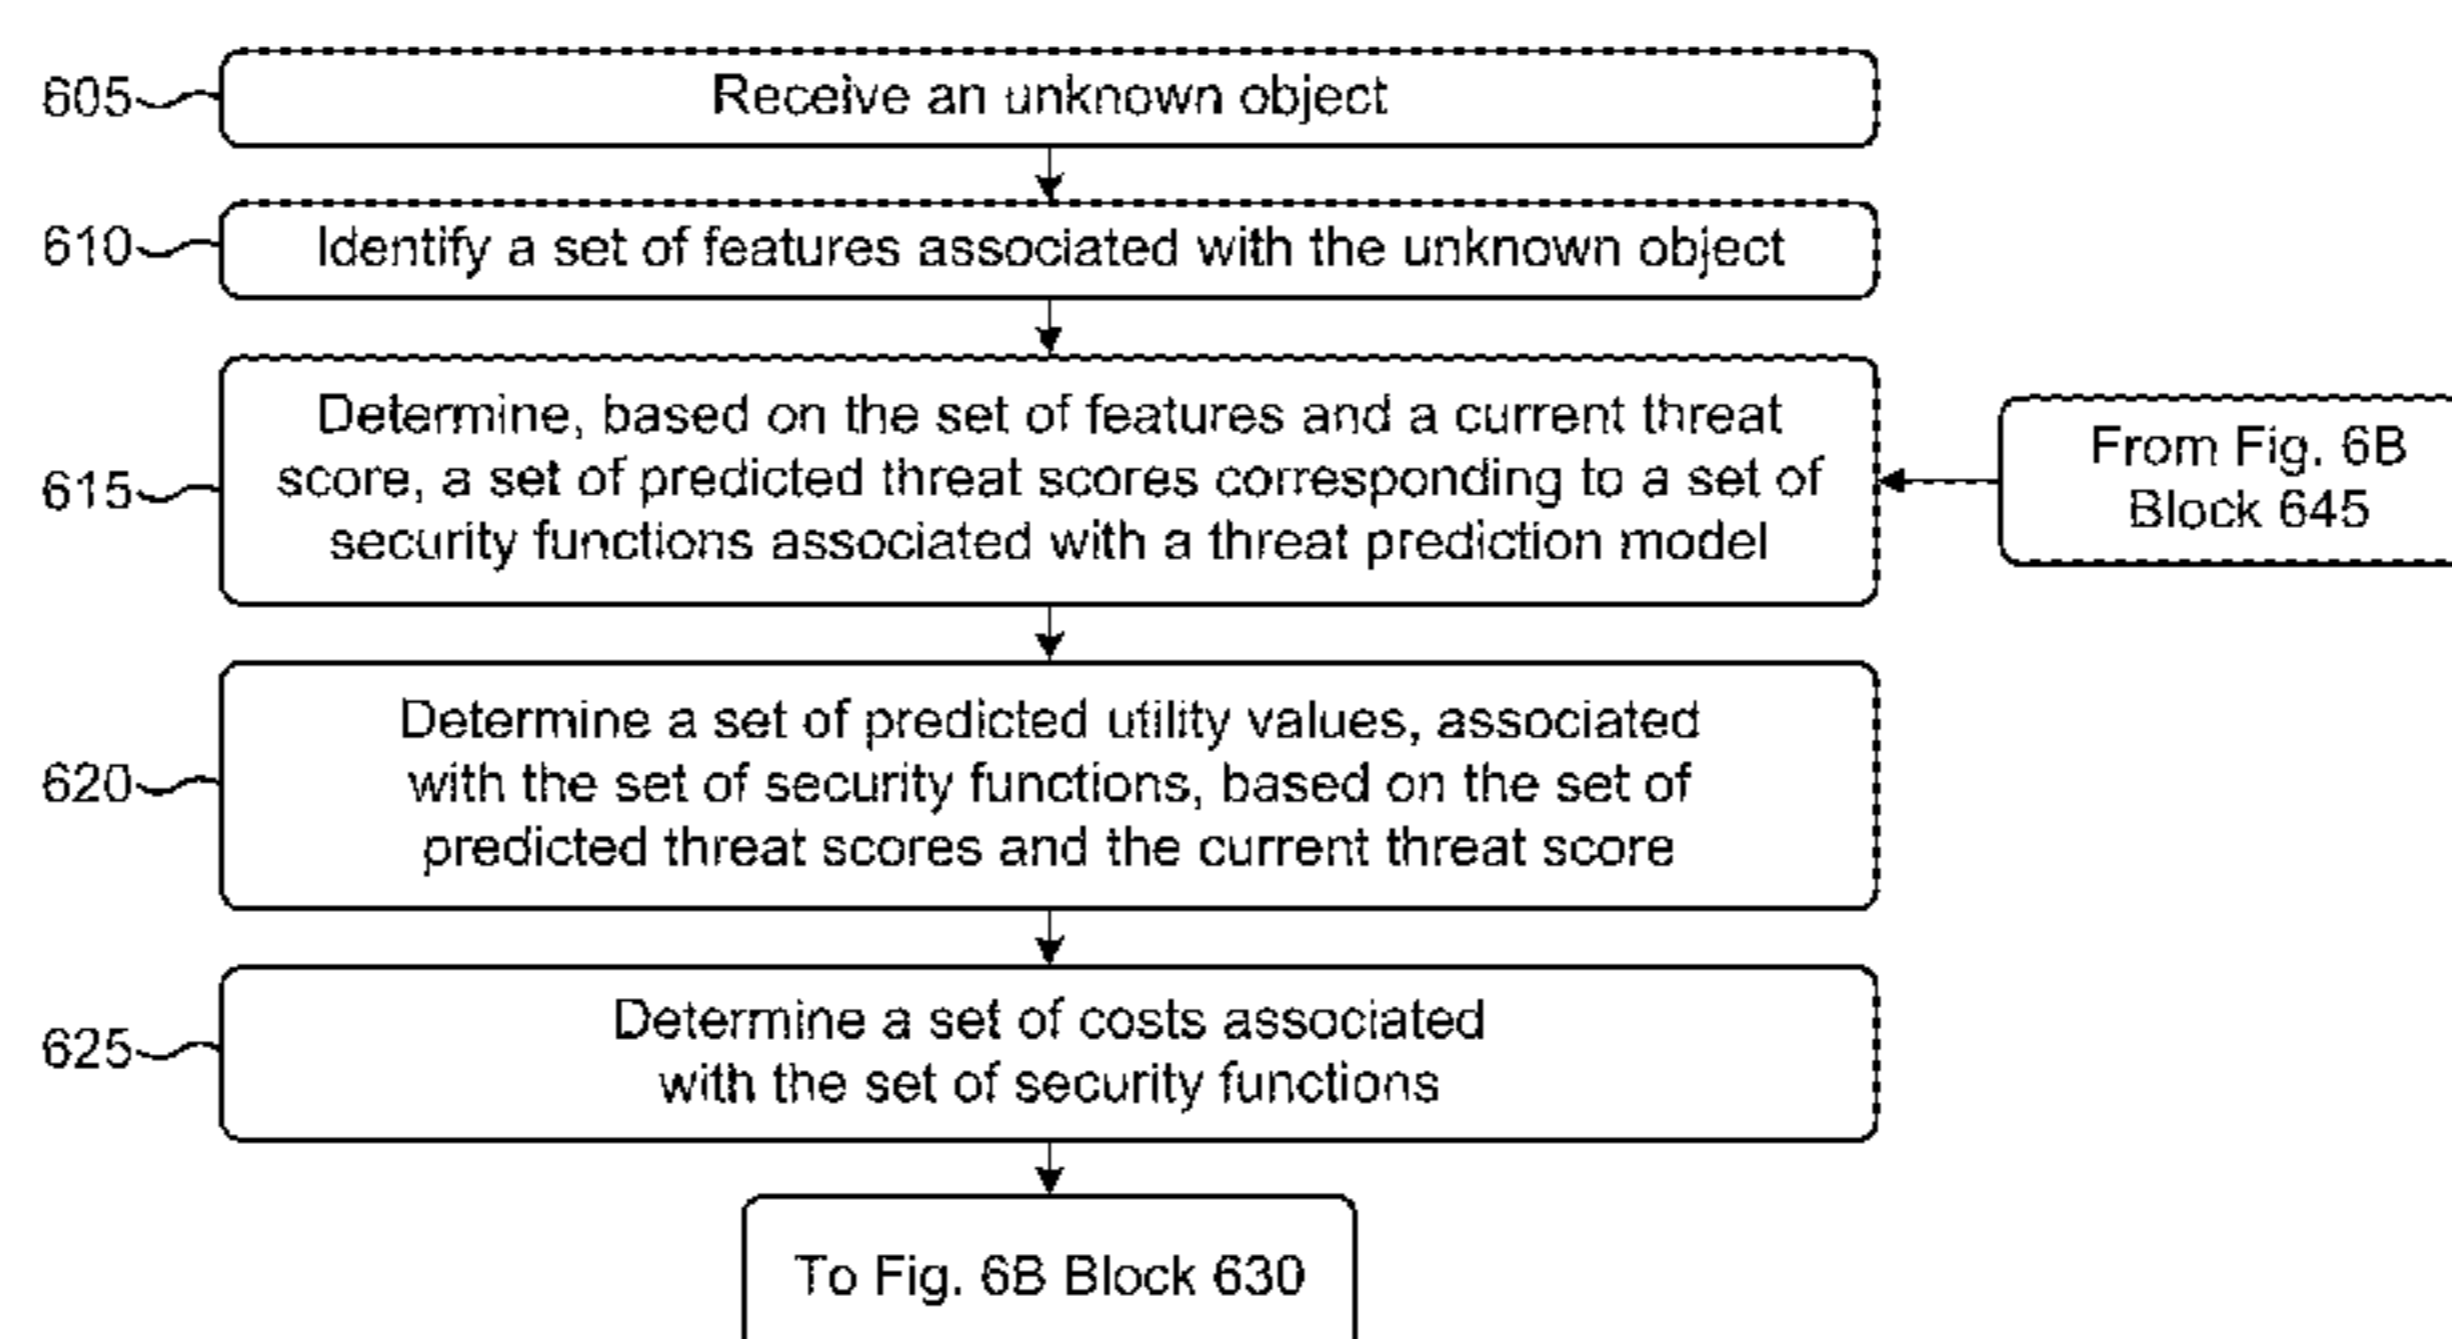 605
Receive an unknown object
610
Identify a set of features associated with the unknown object
615
Determine, based on the set of features and a current threat
score, a set of predicted threat scores corresponding to a set of
security functions associated with a threat prediction model
From Fig. 6B
Block 645
620
Determine a set of predicted utility values, associated
with the set of security functions, based on the set of
predicted threat scores and the current threat score
625
Determine a set of costs associated
with the set of security functions
To Fig. 6B Block 630